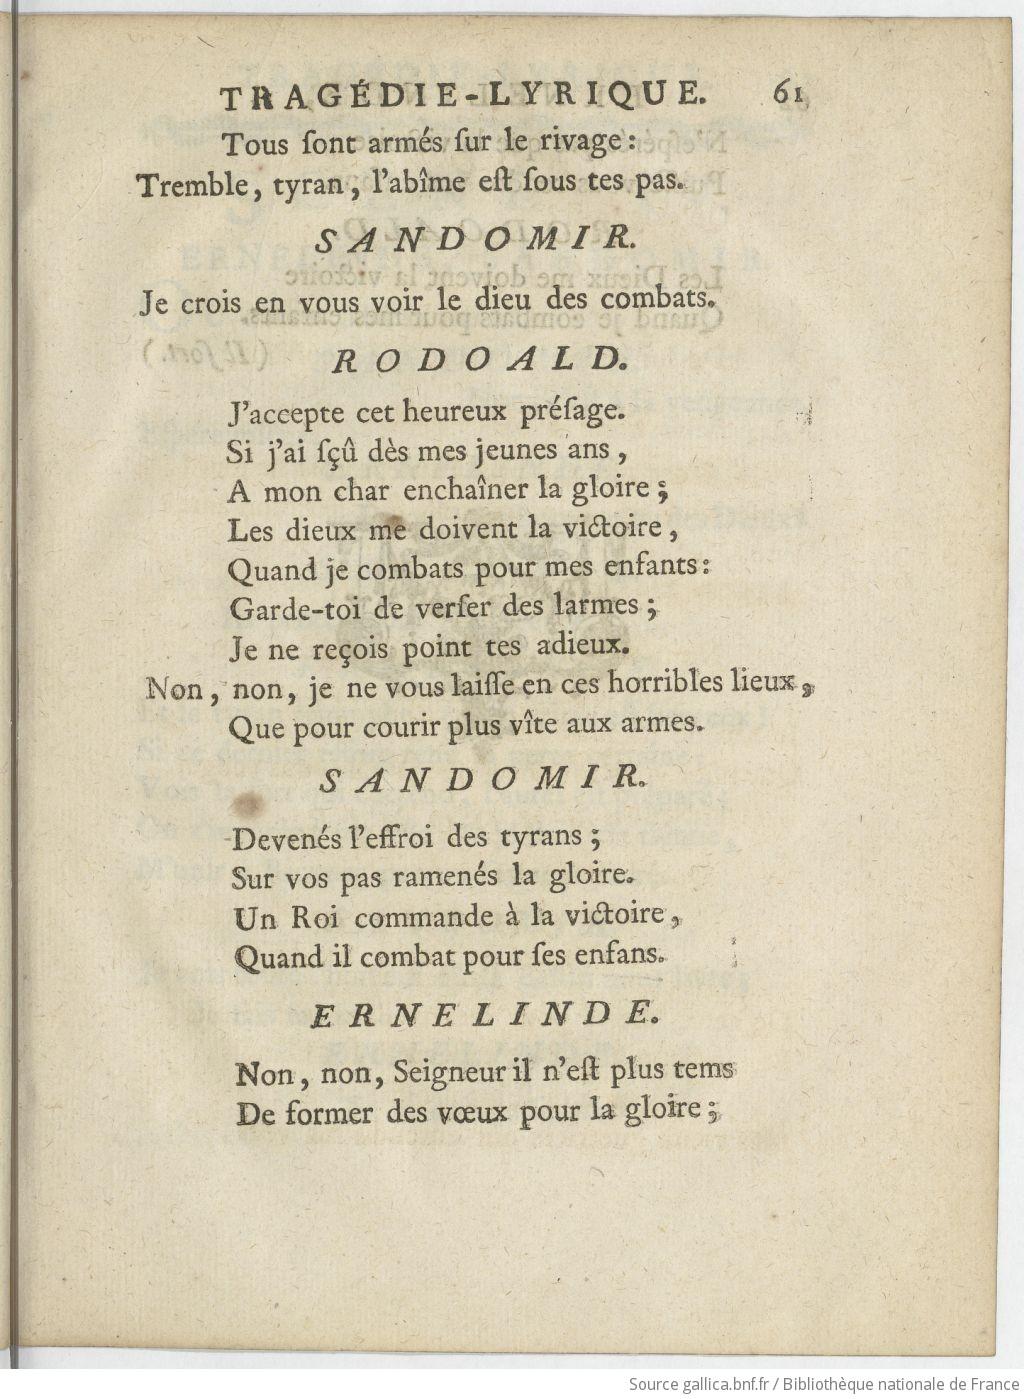 TRAGÉDIE-LYRIQUE. 61
Tous ſont armés ſur le rivage :
Tremble, tyran, l'abîme eſt ſous tes pas.
SANDOMIR.
Je crois en vous voir le dieu des combats.
RODOALD.
J'accepte cet heureux préſage.
Si j'ai ſçû dès mes jeunes ans,
A mon char enchaîner la gloire ;
Les dieux me doivent la victoire,
Quand je combats pour mes enfants :
Garde-toi de verſer des larmes ;
Je ne reçois point tes adieux.
Non, non, je ne vous laiſſe en ces horribles lieux,
Que pour courir plus vîte aux armes.
SANDOMIR.
Devenés l'effroi des tyrans ;
Sur vos pas ramenés la gloire.
Un Roi commande à la victoire,
Quand il combat pour ſes enfans.
ERNELINDE.
Non, non, Seigneur il n'eſt plus tems
De former des vœux pour la gloire ;
Source gallica.bnf.fr / Bibliothèque nationale de France